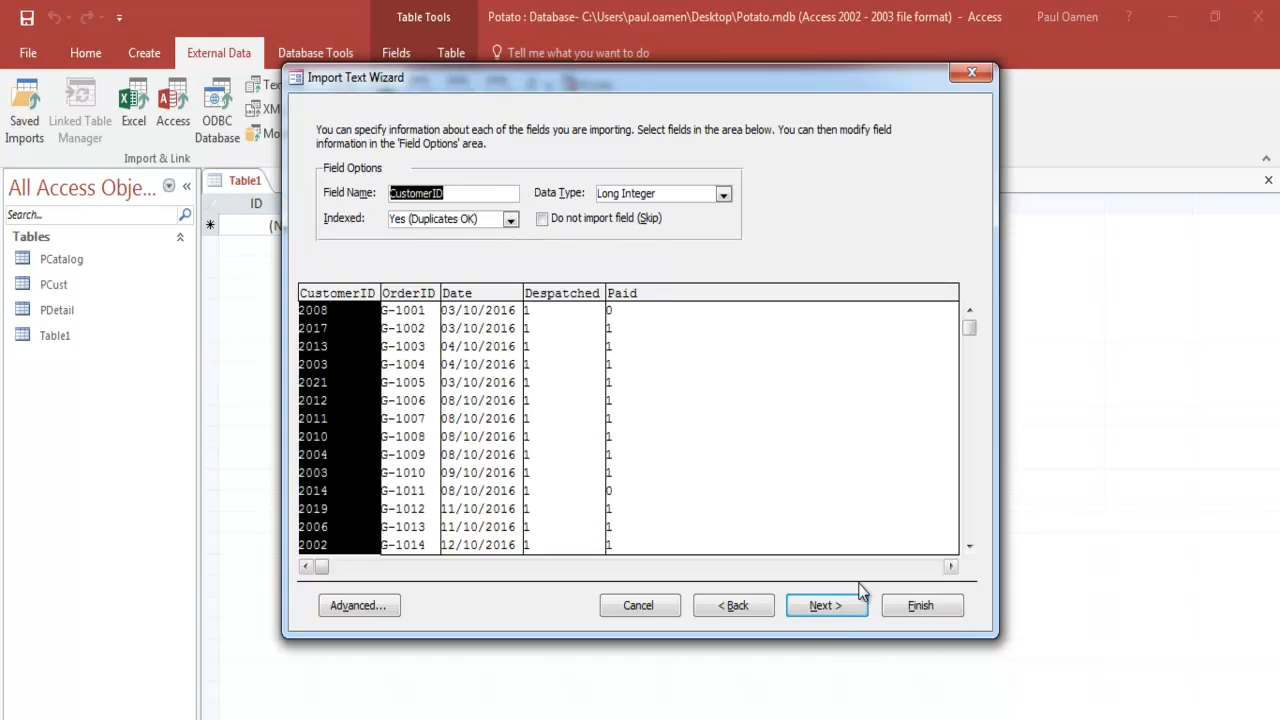 Table Tools
Potato : Database- C:\Users\paul.oamen\Desktop\Potato.mdb (Access 2002 - 2003 file format) - Access
Paul Oamen
?
File
Home
Create
External Data
Database Tools
Fields
Table
Tell me what you want to do
Saved Imports
Linked Table Manager
Excel
Access
ODBC Database
Tex
XM
Mo
Import & Link
All Access Obje...
Search...
Tables
PCatalog
PCust
PDetail
Table1
Table1
ID
(N
Import Text Wizard
You can specify information about each of the fields you are importing. Select fields in the area below. You can then modify field
information in the 'Field Options' area.
Field Options
Field Name: CustomerID Data Type: Long Integer
Indexed: Yes (Duplicates OK) Do not import field (Skip)
CustomerID OrderID Date Despatched Paid
2008 G-1001 03/10/2016 1 0
2017 G-1002 03/10/2016 1 1
2013 G-1003 04/10/2016 1 1
2003 G-1004 04/10/2016 1 1
2021 G-1005 03/10/2016 1 1
2012 G-1006 08/10/2016 1 1
2011 G-1007 08/10/2016 1 1
2010 G-1008 08/10/2016 1 1
2004 G-1009 08/10/2016 1 1
2003 G-1010 09/10/2016 1 1
2014 G-1011 08/10/2016 1 0
2019 G-1012 11/10/2016 1 1
2006 G-1013 11/10/2016 1 1
2002 G-1014 12/10/2016 1 1
Advanced...
Cancel
< Back
Next >
Finish